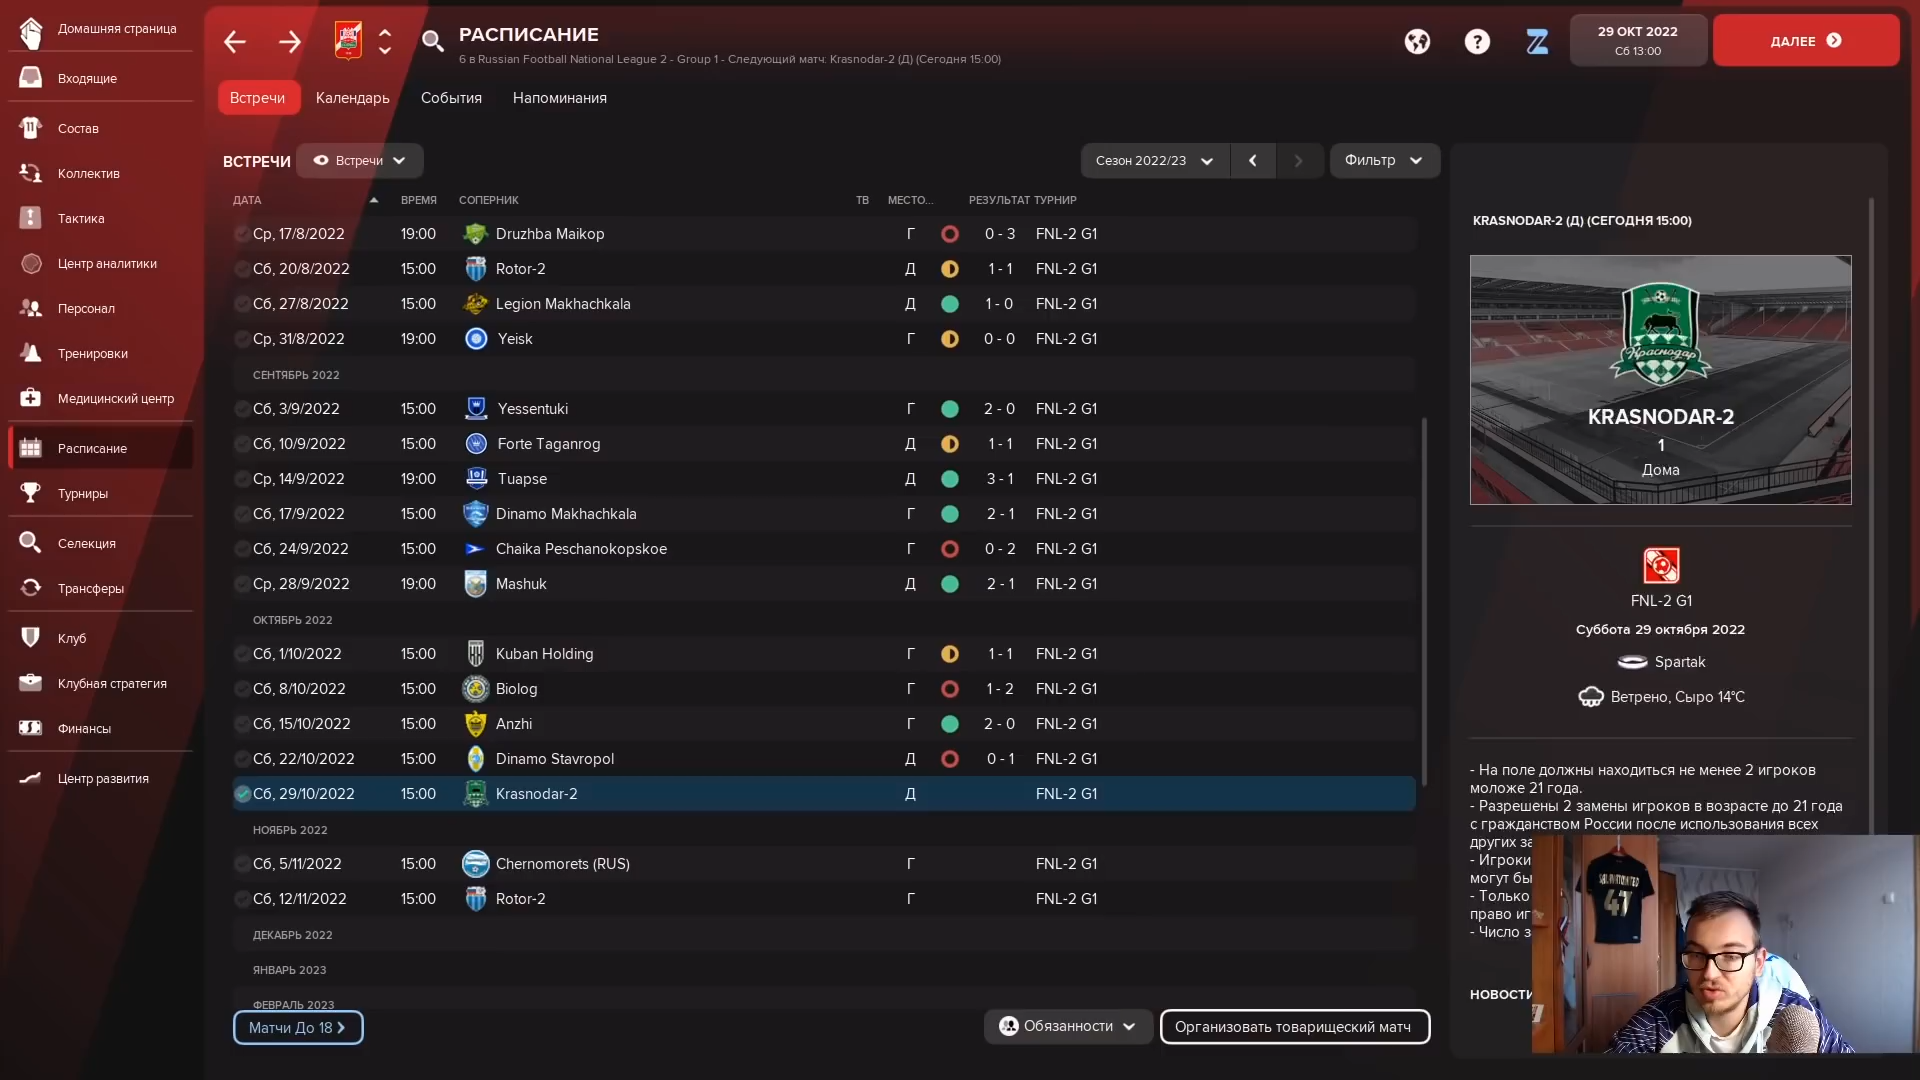 Домашняя страница
Входящие
Состав
Коллектив
Тактика
Центр аналитики
Персонал
Тренировки
Медицинский центр
Расписание
Турниры
Селекция
Трансферы
Клуб
Клубная стратегия
Финансы
Центр развития
РАСПИСАНИЕ
6 в Russian Football National League 2 - Group 1 - Следующий матч: Krasnodar-2 (Д) (Сегодня 15:00)
29 ОКТ 2022
Сб 13:00
ДАЛЕЕ
Встречи Календарь События Напоминания
ВСТРЕЧИ Встречи Сезон 2022/23 Фильтр
ДАТА ВРЕМЯ СОПЕРНИК ТВ МЕСТО... РЕЗУЛЬТАТ ТУРНИР
Ср, 17/8/2022 19:00 Druzhba Maikop Г 0 - 3 FNL-2 G1
Сб, 20/8/2022 15:00 Rotor-2 Д 1 - 1 FNL-2 G1
Сб, 27/8/2022 15:00 Legion Makhachkala Д 1 - 0 FNL-2 G1
Ср, 31/8/2022 19:00 Yeisk Г 0 - 0 FNL-2 G1
СЕНТЯБРЬ 2022
Сб, 3/9/2022 15:00 Yessentuki Г 2 - 0 FNL-2 G1
Сб, 10/9/2022 15:00 Forte Taganrog Д 1 - 1 FNL-2 G1
Ср, 14/9/2022 19:00 Tuapse Д 3 - 1 FNL-2 G1
Сб, 17/9/2022 15:00 Dinamo Makhachkala Г 2 - 1 FNL-2 G1
Сб, 24/9/2022 15:00 Chaika Peschanokopskoe Г 0 - 2 FNL-2 G1
Ср, 28/9/2022 19:00 Mashuk Д 2 - 1 FNL-2 G1
ОКТЯБРЬ 2022
Сб, 1/10/2022 15:00 Kuban Holding Г 1 - 1 FNL-2 G1
Сб, 8/10/2022 15:00 Biolog Г 1 - 2 FNL-2 G1
Сб, 15/10/2022 15:00 Anzhi Г 2 - 0 FNL-2 G1
Сб, 22/10/2022 15:00 Dinamo Stavropol Д 0 - 1 FNL-2 G1
Сб, 29/10/2022 15:00 Krasnodar-2 Д FNL-2 G1
НОЯБРЬ 2022
Сб, 5/11/2022 15:00 Chernomorets (RUS) Г FNL-2 G1
Сб, 12/11/2022 15:00 Rotor-2 Г FNL-2 G1
ДЕКАБРЬ 2022
ЯНВАРЬ 2023
ФЕВРАЛЬ 2023
Матчи До 18
Обязанности
Организовать товарищеский матч
KRASNODAR-2 (Д) (СЕГОДНЯ 15:00)
Краснодар
KRASNODAR-2
1
Дома
FNL-2 G1
Суббота 29 октября 2022
Spartak
Ветрено, Сыро 14°C
- На поле должны находиться не менее 2 игроков
моложе 21 года.
- Разрешены 2 замены игроков в возрасте до 21 года
с гражданством России после использования всех
других за
- Игроки
могут бы
- Только
право иг
- Число з
НОВОСТИ
47